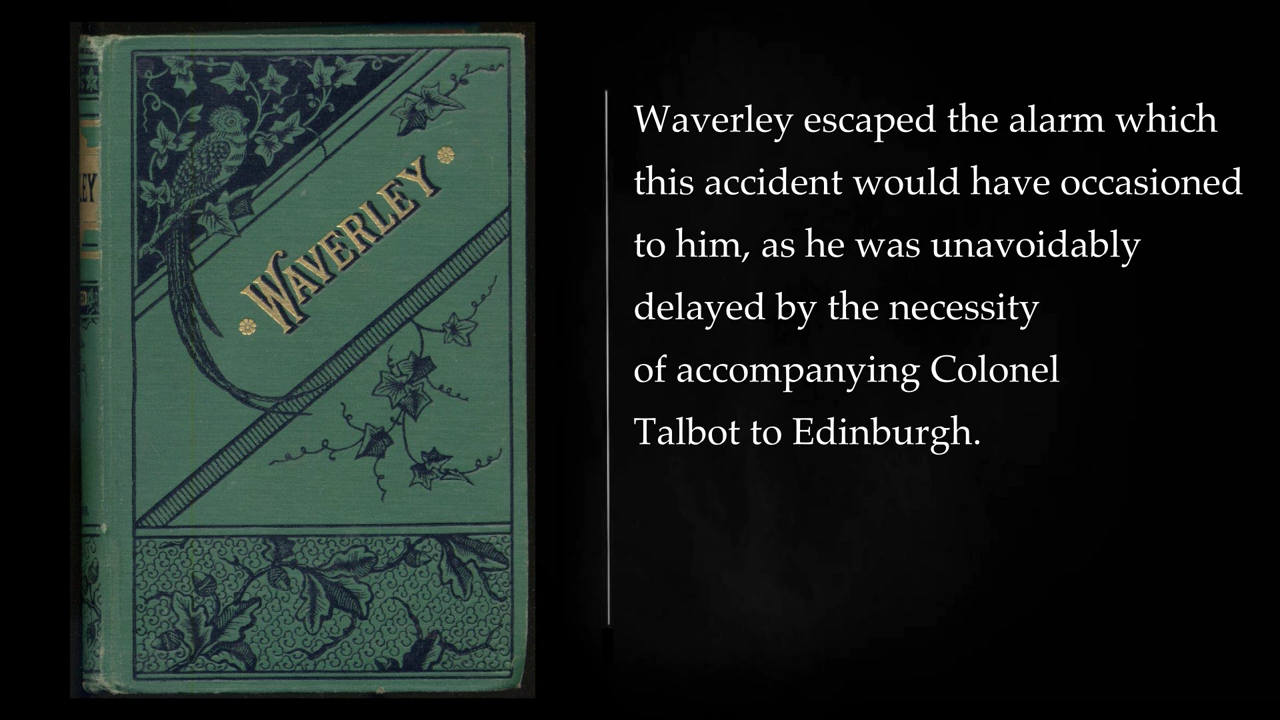 WAVERLEY
EY
Waverley escaped the alarm which
this accident would have occasioned
to him, as he was unavoidably
delayed by the necessity
of accompanying Colonel
Talbot to Edinburgh.